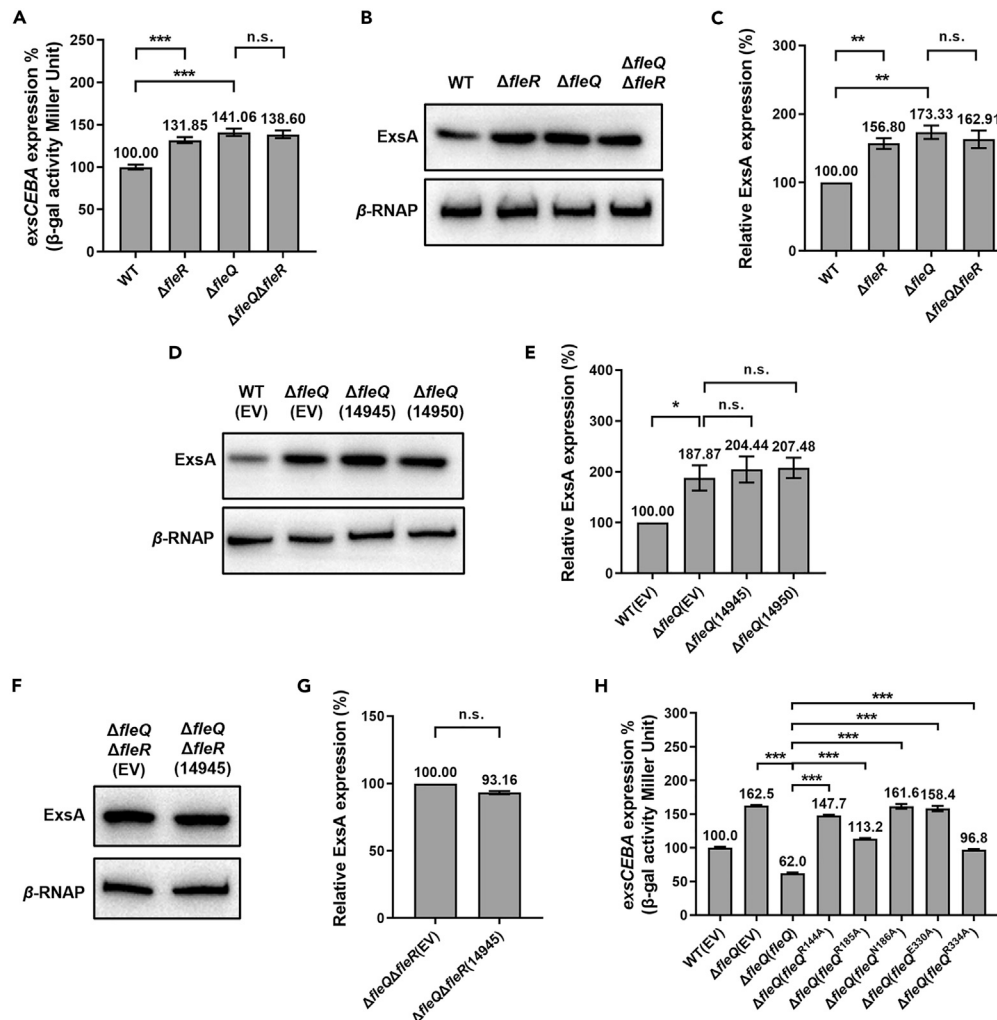 A
exsCEBA expression %
(β-gal activity Miller Unit)
250
200
150
100
50
0
***
n.s.
***
100.00
131.85
141.06
138.60
WT
ΔfleR
ΔfleQ
ΔfleQΔfleR
B
WT
ΔfleR
ΔfleQ
ΔfleQ
ΔfleR
ExsA
β-RNAP
C
Relative ExsA expression (%)
300
200
100
0
**
n.s.
**
100.00
156.80
173.33
162.91
WT
ΔfleR
ΔfleQ
ΔfleQΔfleR
D
WT
(EV)
ΔfleQ
(EV)
ΔfleQ
(14945)
ΔfleQ
(14950)
ExsA
β-RNAP
E
Relative ExsA expression (%)
400
300
200
100
0
n.s.
*
n.s.
100.00
187.87
204.44
207.48
WT(EV)
ΔfleQ(EV)
ΔfleQ(14945)
ΔfleQ(14950)
F
ΔfleQ
ΔfleR
(EV)
ΔfleQ
ΔfleR
(14945)
ExsA
β-RNAP
G
Relative ExsA expression (%)
150
100
50
0
n.s.
100.00
93.16
ΔfleQΔfleR(EV)
ΔfleQΔfleR(14945)
H
exsCEBA expression %
(β-gal activity Miller Unit)
300
250
200
150
100
50
0
***
***
***
***
***
***
100.0
162.5
62.0
147.7
113.2
161.6
158.4
96.8
WT(EV)
ΔfleQ(EV)
ΔfleQ(fleQ)
ΔfleQ(fleQR144A)
ΔfleQ(fleQR185A)
ΔfleQ(fleQN186A)
ΔfleQ(fleQE330A)
ΔfleQ(fleQR334A)